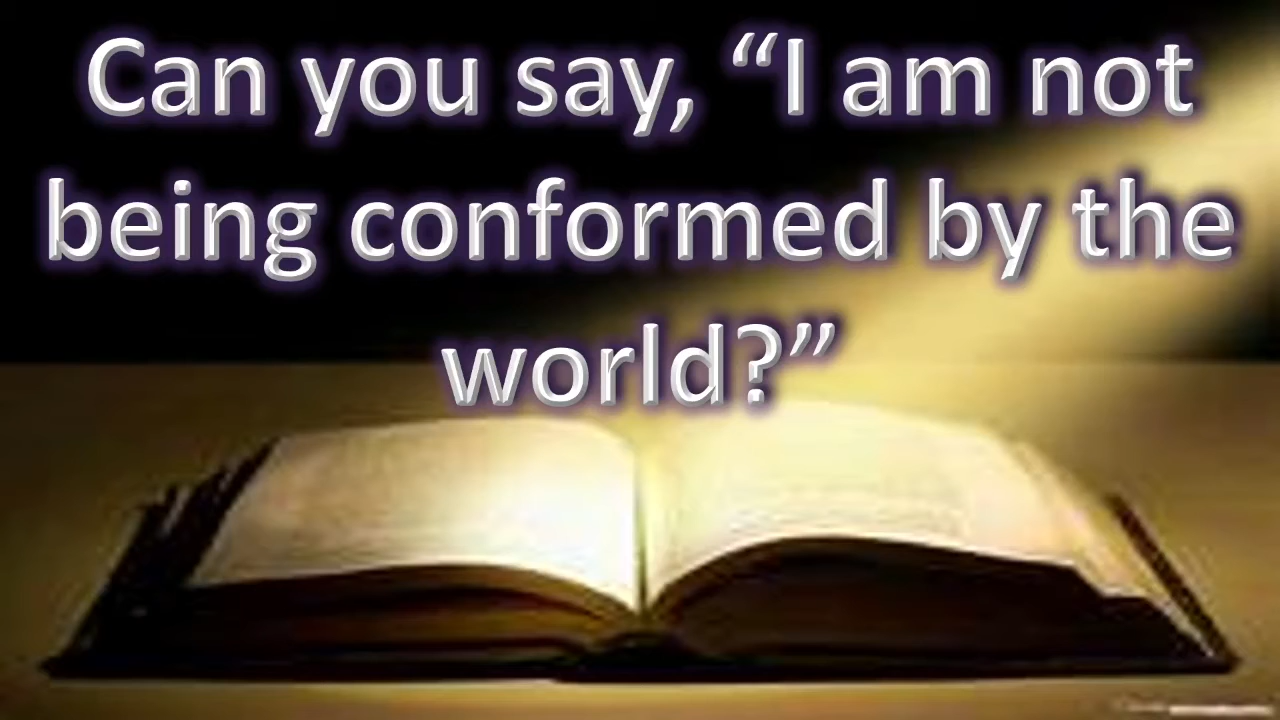 Can you say, “I am not
being conformed by the
world?”